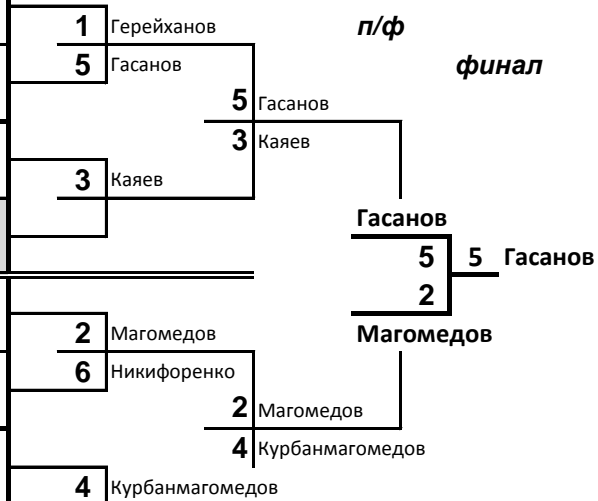 1 Герейханов
п/ф
5 Гасанов
финал
5 Гасанов
3 Каяев
3 Каяев
Гасанов
5 5 Гасанов
2
2 Магомедов
Магомедов
6 Никифоренко
2 Магомедов
4 Курбанмагомедов
4 Курбанмагомедов